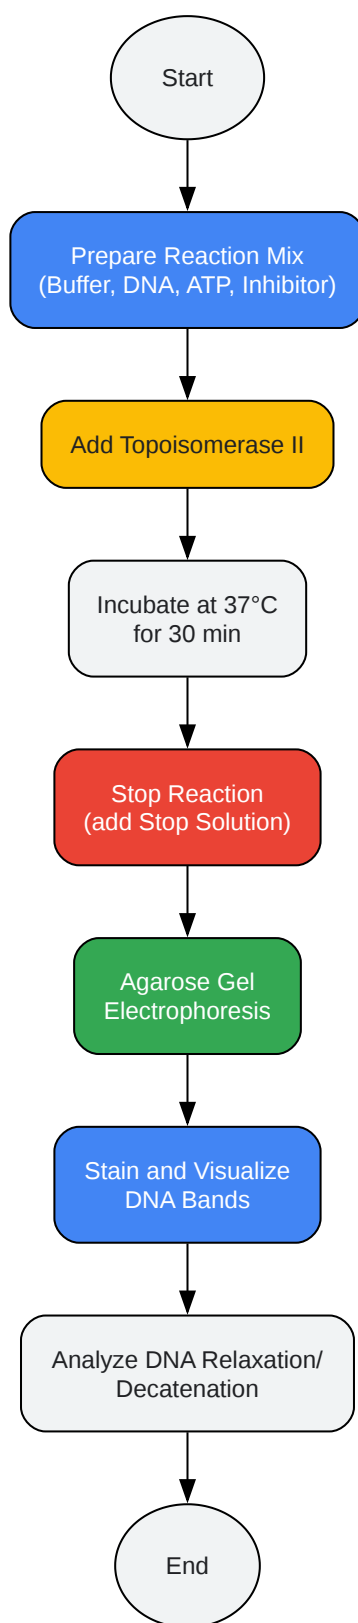 Start
Prepare Reaction Mix
(Buffer, DNA, ATP, Inhibitor)
Add Topoisomerase II
Incubate at 37°C
for 30 min
Stop Reaction
(add Stop Solution)
Agarose Gel
Electrophoresis
Stain and Visualize
DNA Bands
Analyze DNA Relaxation/
Decatenation
End